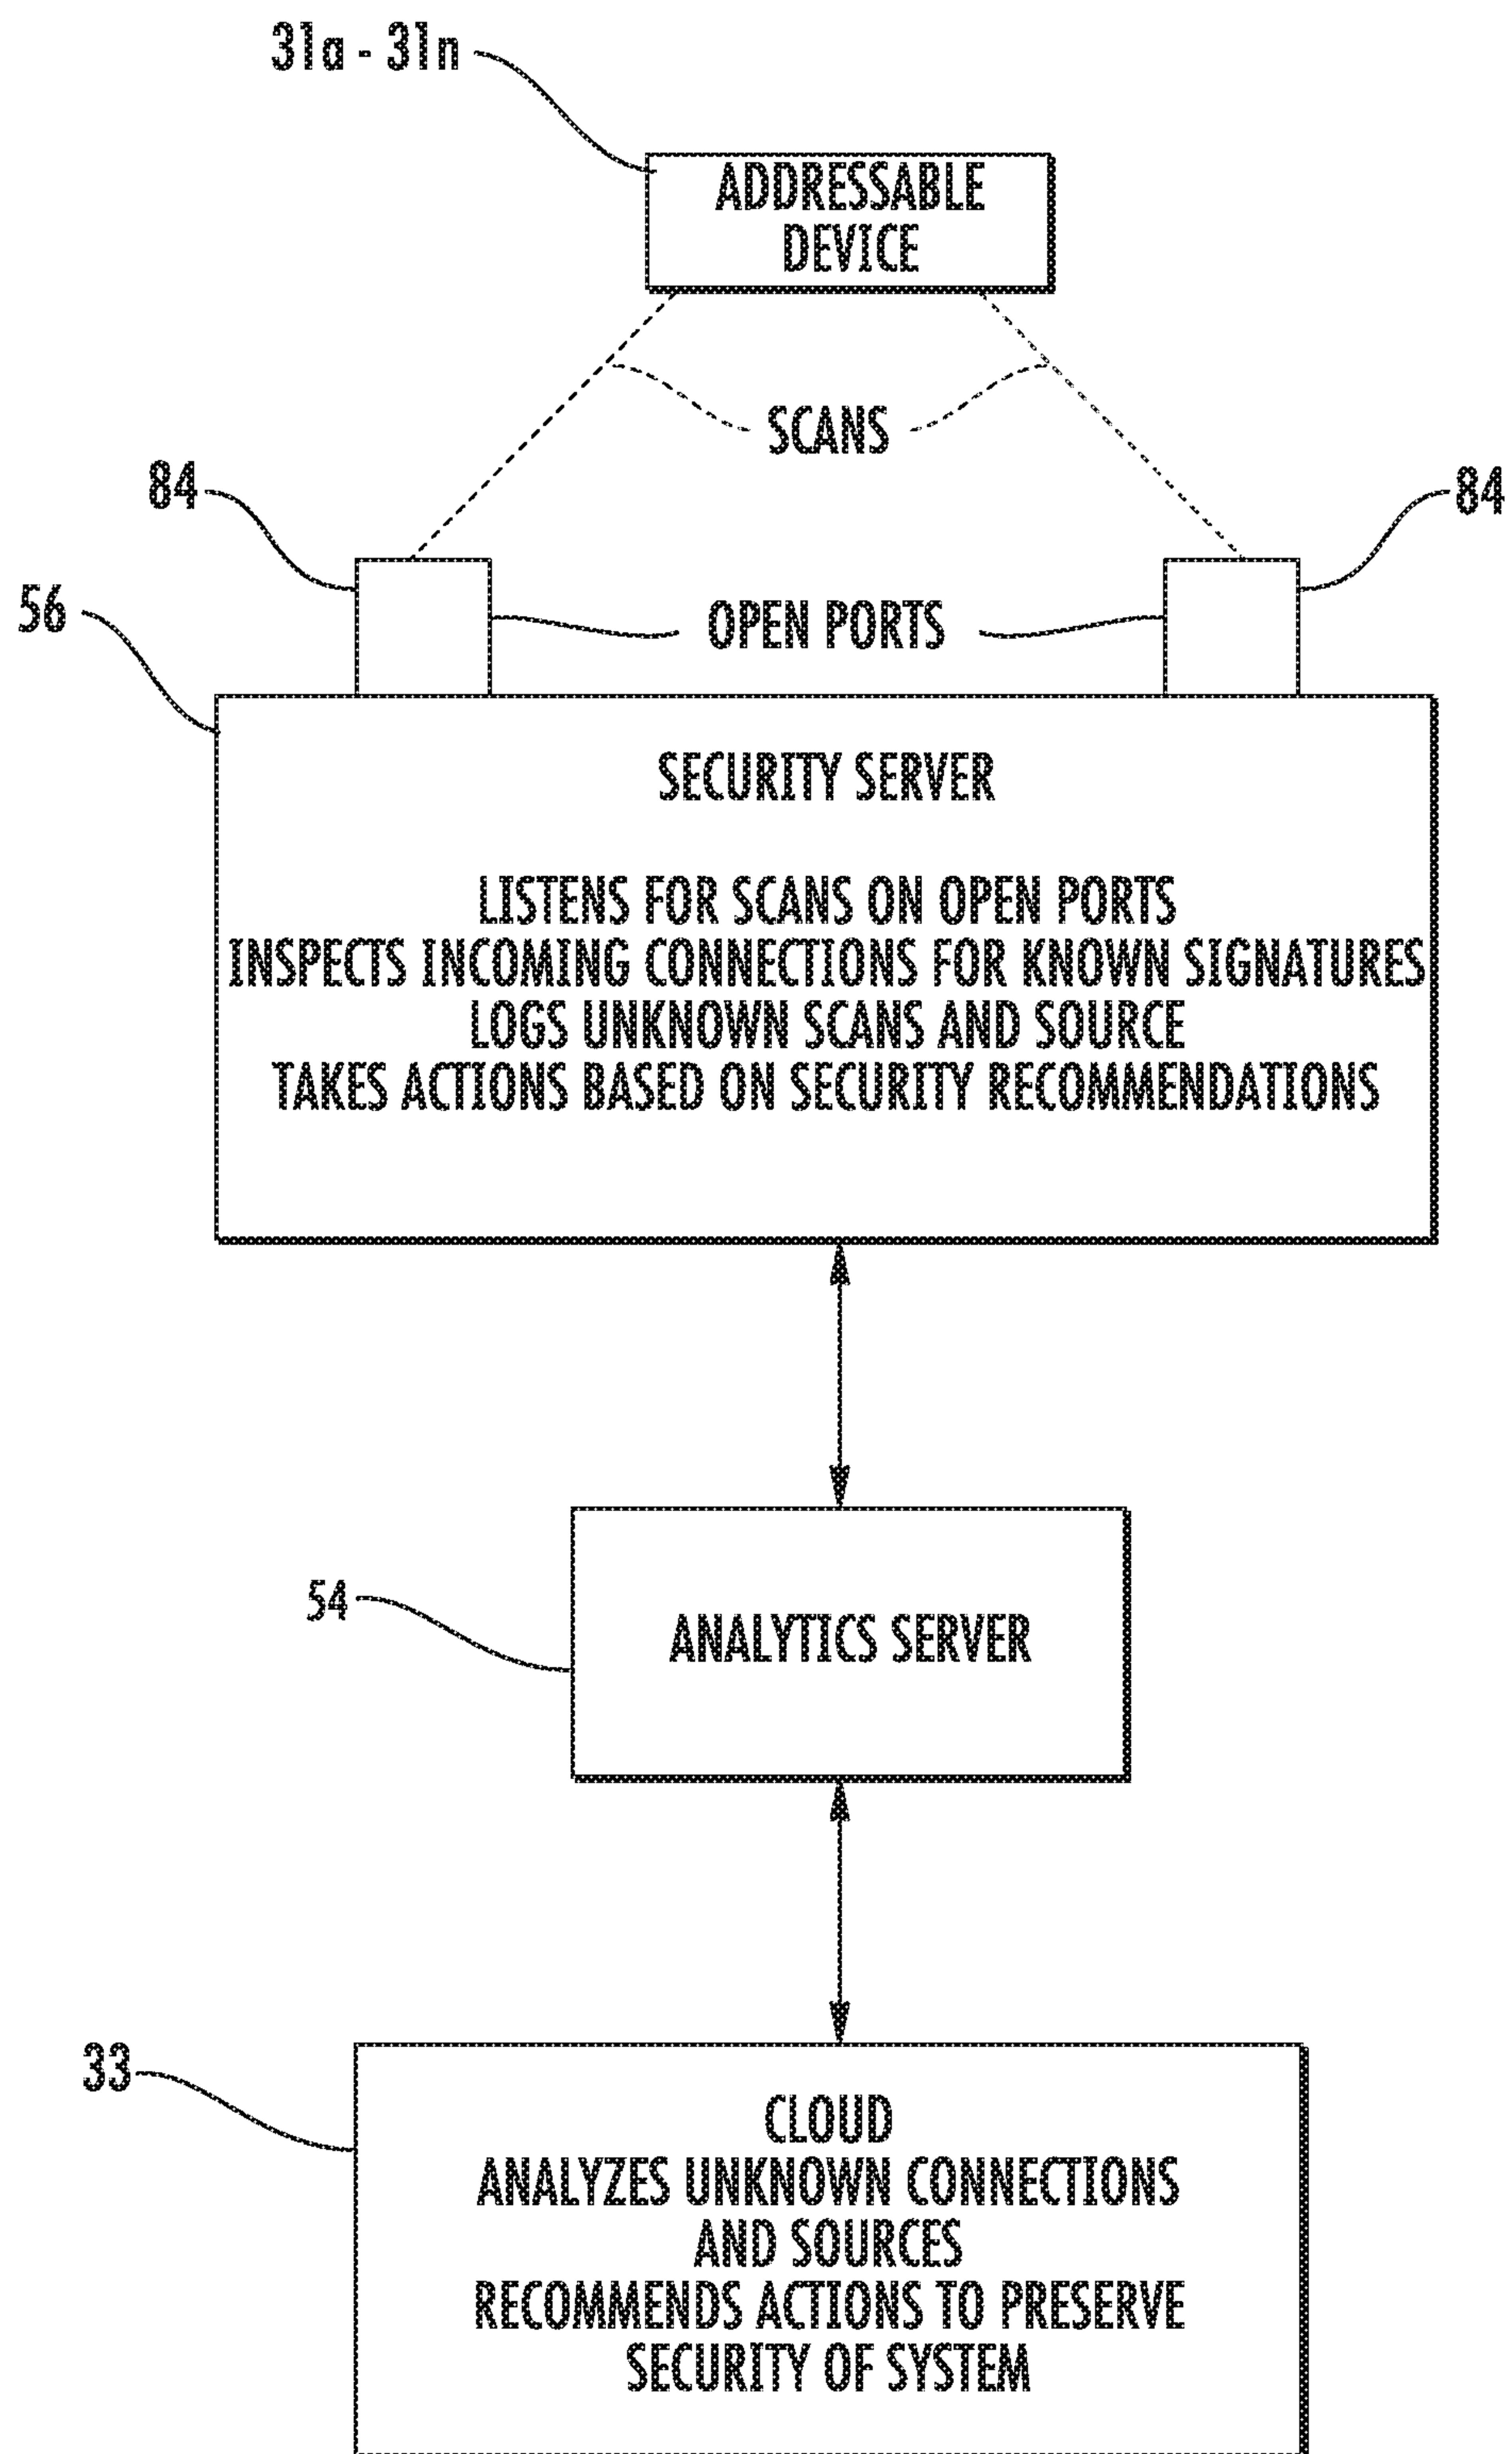 31a - 31n
ADDRESSABLE
DEVICE
SCANS
84
84
56
OPEN PORTS
SECURITY SERVER
LISTENS FOR SCANS ON OPEN PORTS
INSPECTS INCOMING CONNECTIONS FOR KNOWN SIGNATURES
LOGS UNKNOWN SCANS AND SOURCE
TAKES ACTIONS BASED ON SECURITY RECOMMENDATIONS
54
ANALYTICS SERVER
33
CLOUD
ANALYZES UNKNOWN CONNECTIONS
AND SOURCES
RECOMMENDS ACTIONS TO PRESERVE
SECURITY OF SYSTEM